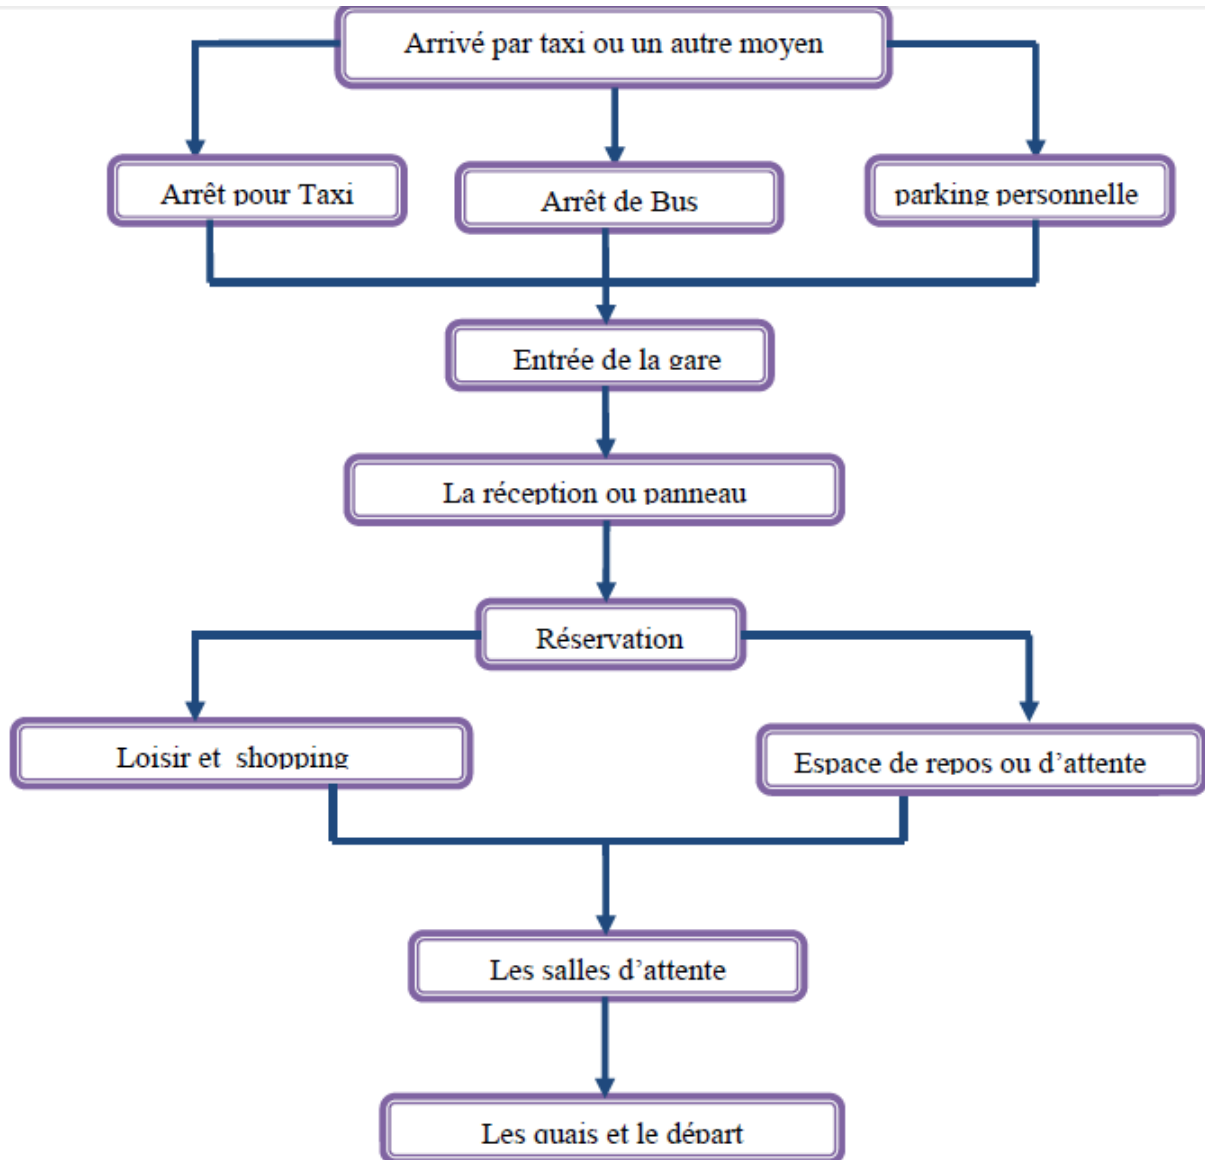 Arrivé par taxi ou un autre moyen
Arrêt pour Taxi
Arrêt de Bus
parking personnelle
Entrée de la gare
La réception ou panneau
Réservation
Loisir et shopping
Espace de repos ou d’attente
Les salles d’attente
Les quais et le départ